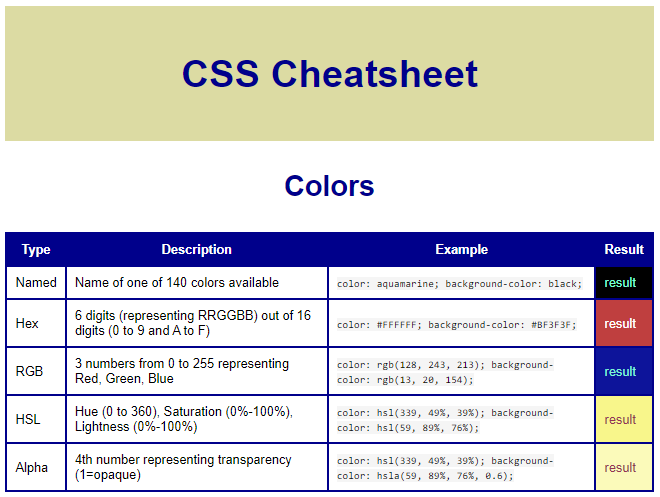 CSS Cheatsheet
Colors
Type Description Example Result
Named Name of one of 140 colors available color: aquamarine; background-color: black; result
Hex 6 digits (representing RRGGBB) out of 16
digits (0 to 9 and A to F) color: #FFFFFF; background-color: #BF3F3F; result
RGB 3 numbers from 0 to 255 representing
Red, Green, Blue color: rgb(128, 243, 213); background-
color: rgb(13, 20, 154); result
HSL Hue (0 to 360), Saturation (0%-100%),
Lightness (0%-100%) color: hsl(339, 49%, 39%); background-
color: hsl(59, 89%, 76%); result
Alpha 4th number representing transparency
(1=opaque) color: hsl(339, 49%, 39%); background-
color: hsla(59, 89%, 76%, 0.6); result